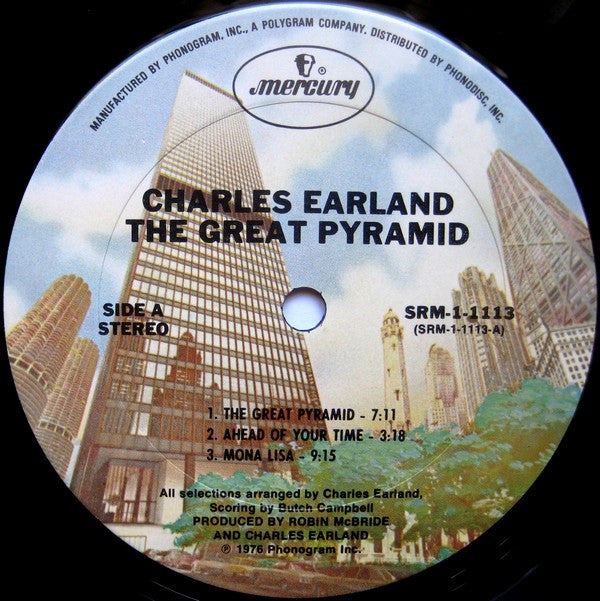 MANUFACTURED BY PHONOGRAM, INC., A POLYGRAM COMPANY. DISTRIBUTED BY PHONODISC, INC.
mercury
®
CHARLES EARLAND
THE GREAT PYRAMID
SIDE A
STEREO
SRM-1-1113
(SRM-1-1113-A)
1. THE GREAT PYRAMID - 7:11
2. AHEAD OF YOUR TIME - 3:18
3. MONA LISA - 9:15
All selections arranged by Charles Earland,
Scoring by Butch Campbell
PRODUCED BY ROBIN McBRIDE
AND CHARLES EARLAND
℗ 1976 Phonogram Inc.